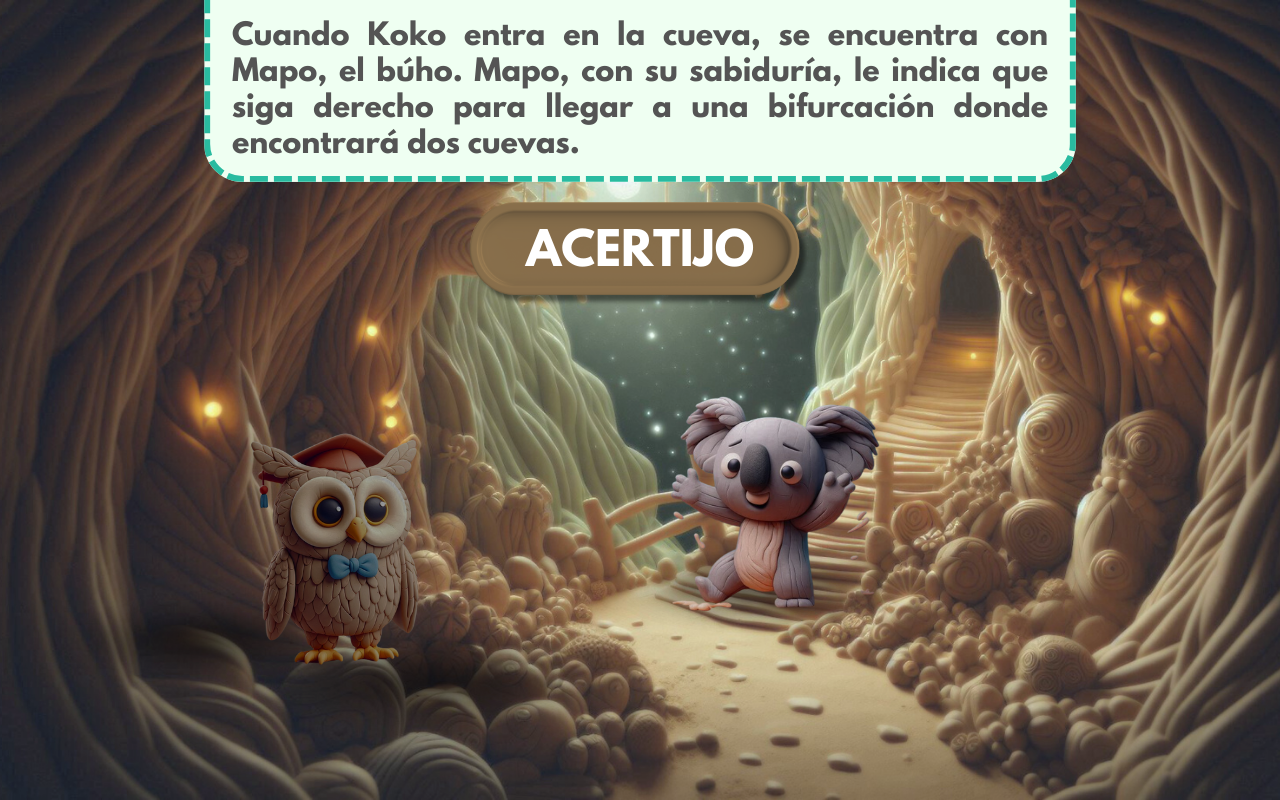 Cuando Koko entra en la cueva, se encuentra con
Mapo, el búho. Mapo, con su sabiduría, le indica que
siga derecho para llegar a una bifurcación donde
encontrará dos cuevas.
ACERTIJO